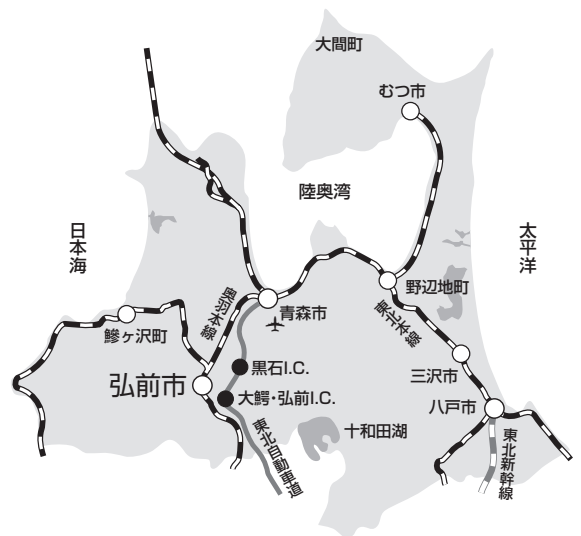 大間町
むつ市
陸奥湾
日本海
太平洋
野辺地町
奥羽本線
青森市
東北本線
鰺ヶ沢町
黒石I.C.
三沢市
弘前市
大鰐・弘前I.C.
八戸市
十和田湖
東北自動車道
東北新幹線